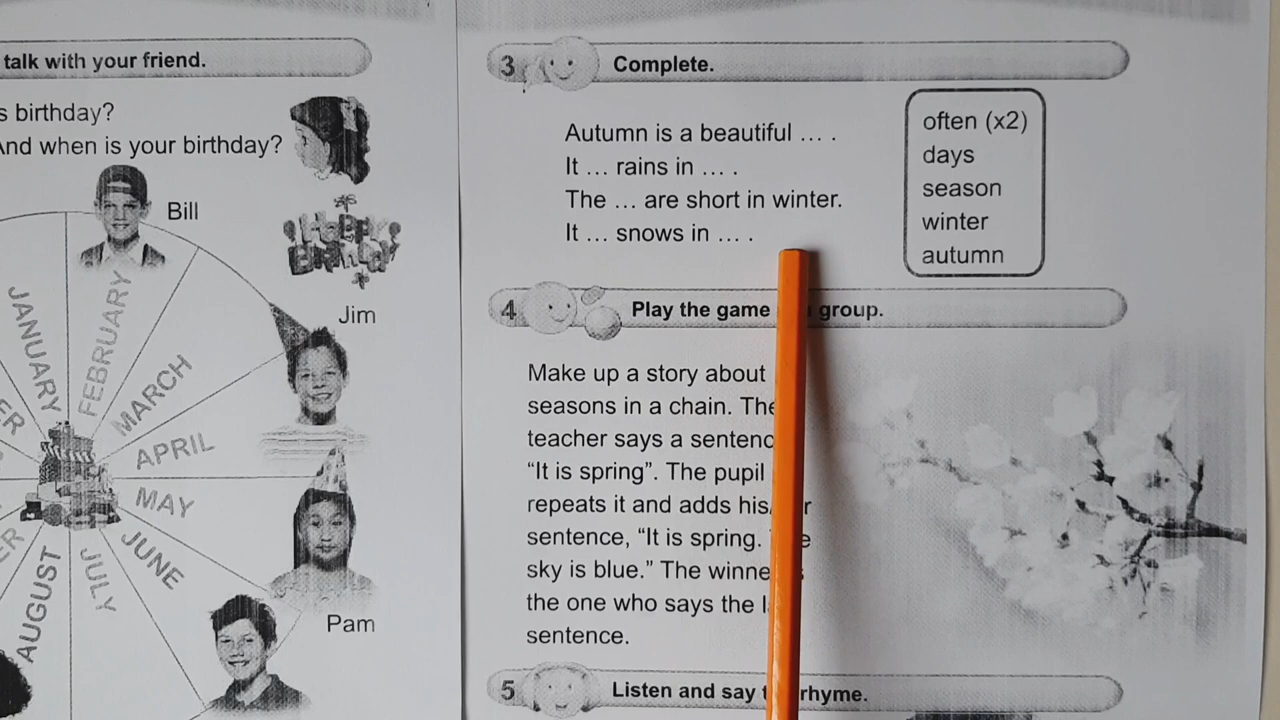 talk with your friend.
s birthday?
And when is your birthday?
Bill
Happy
Birthday
Jim
JANUARY
FEBRUARY
MARCH
APRIL
MAY
JUNE
JULY
AUGUST
ER
ER
Pam
3 Complete.
Autumn is a beautiful ... .
It ... rains in ... .
The ... are short in winter.
It ... snows in ... .
often (x2)
days
season
winter
autumn
4 Play the game group.
Make up a story about
seasons in a chain. The
teacher says a sentenc
“It is spring”. The pupil
repeats it and adds his/ r
sentence, “It is spring. e
sky is blue.” The winne s
the one who says the l
sentence.
5 Listen and say t rhyme.